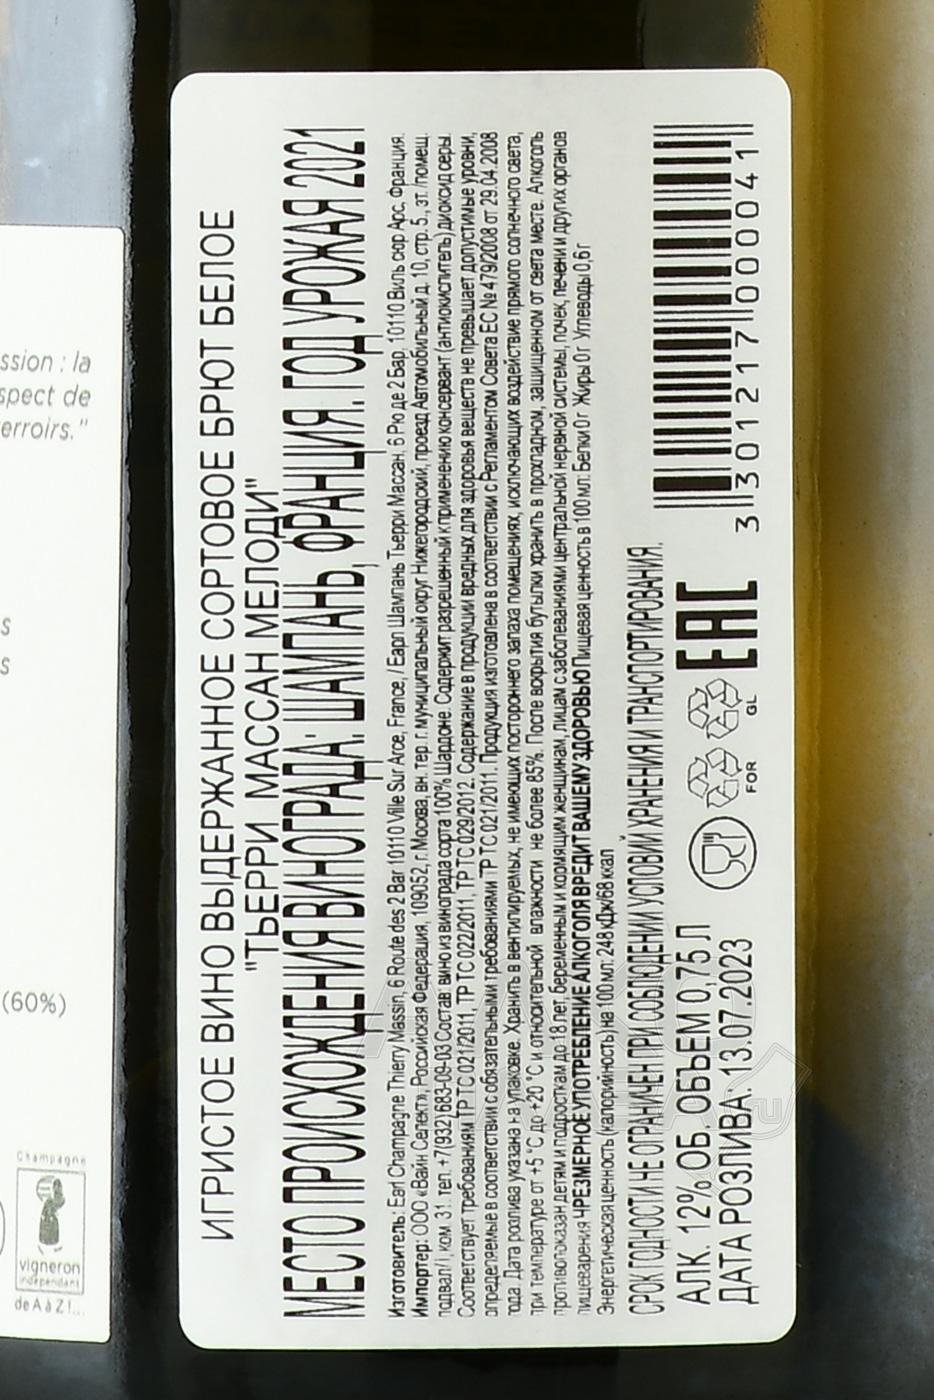 ssion : la
spect de
erroirs."
s
s
(60%)
Champagne
vigneron
indépendant
de A à Z !...
ИГРИСТОЕ ВИНО ВЫДЕРЖАННОЕ СОРТОВОЕ БРЮТ БЕЛОЕ
"ТЬЕРРИ МАССАН МЕЛОДИ"
МЕСТО ПРОИСХОЖДЕНИЯ ВИНОГРАДА: ШАМПАНЬ, ФРАНЦИЯ. ГОД УРОЖАЯ 2021
Изготовитель: Earl Champagne Thierry Massin, 6 Route des 2 Bar 10110 Ville Sur Arce, France, / Еарл Шампань Тьерри Массан, 6 Рю де 2 Бар, 10110 Виль сюр Арс, Франция.
Импортер: ООО «Вайн Селект», Российская Федерация, 109052, г. Москва, вн. тер. г. муниципальный округ Нижегородский, проезд Автомобильный д. 10, стр. 5., эт. /помещ.
подвал/I, ком. 31. тел. +7(932)683-09-03 Состав: вино из винограда сорта 100% Шардоне. Содержит разрешенный к применению консервант (антиокислитель) диоксид серы.
Соответствует требованиям ТР ТС 021/2011, ТР ТС 022/2011, ТР ТС 029/2012. Содержание в продукции вредных для здоровья веществ не превышает допустимые уровни,
определяемые в соответствии с обязательными требованиями ТР ТС 021/2011. Продукция изготовлена в соответствии с Регламентом Совета ЕС № 479/2008 от 29.04.2008
года. Дата розлива указана на упаковке. Хранить в вентилируемых, не имеющих постороннего запаха помещениях, исключающих воздействие прямого солнечного света,
при температуре от +5 °C до +20 °C и относительной влажности не более 85%. После вскрытия бутылки хранить в прохладном, защищенном от света месте. Алкоголь
противопоказан детям и подросткам до 18 лет, беременным и кормящим женщинам, лицам с заболеваниями центральной нервной системы, почек, печени и других органов
пищеварения ЧРЕЗМЕРНОЕ УПОТРЕБЛЕНИЕ АЛКОГОЛЯ ВРЕДИТ ВАШЕМУ ЗДОРОВЬЮ Пищевая ценность в 100 мл: Белки 0 г Жиры 0 г Углеводы 0,6 г
Энергетическая ценность (калорийность) на 100 мл: 248 кДж/68 ккал
СРОК ГОДНОСТИ НЕ ОГРАНИЧЕН ПРИ СОБЛЮДЕНИИ УСЛОВИЙ ХРАНЕНИЯ И ТРАНСПОРТИРОВАНИЯ.
АЛК. 12% ОБ. ОБЪЕМ 0,75 Л
ДАТА РОЗЛИВА: 13.07.2023
FOR
GL
EAC
3 301217 000041